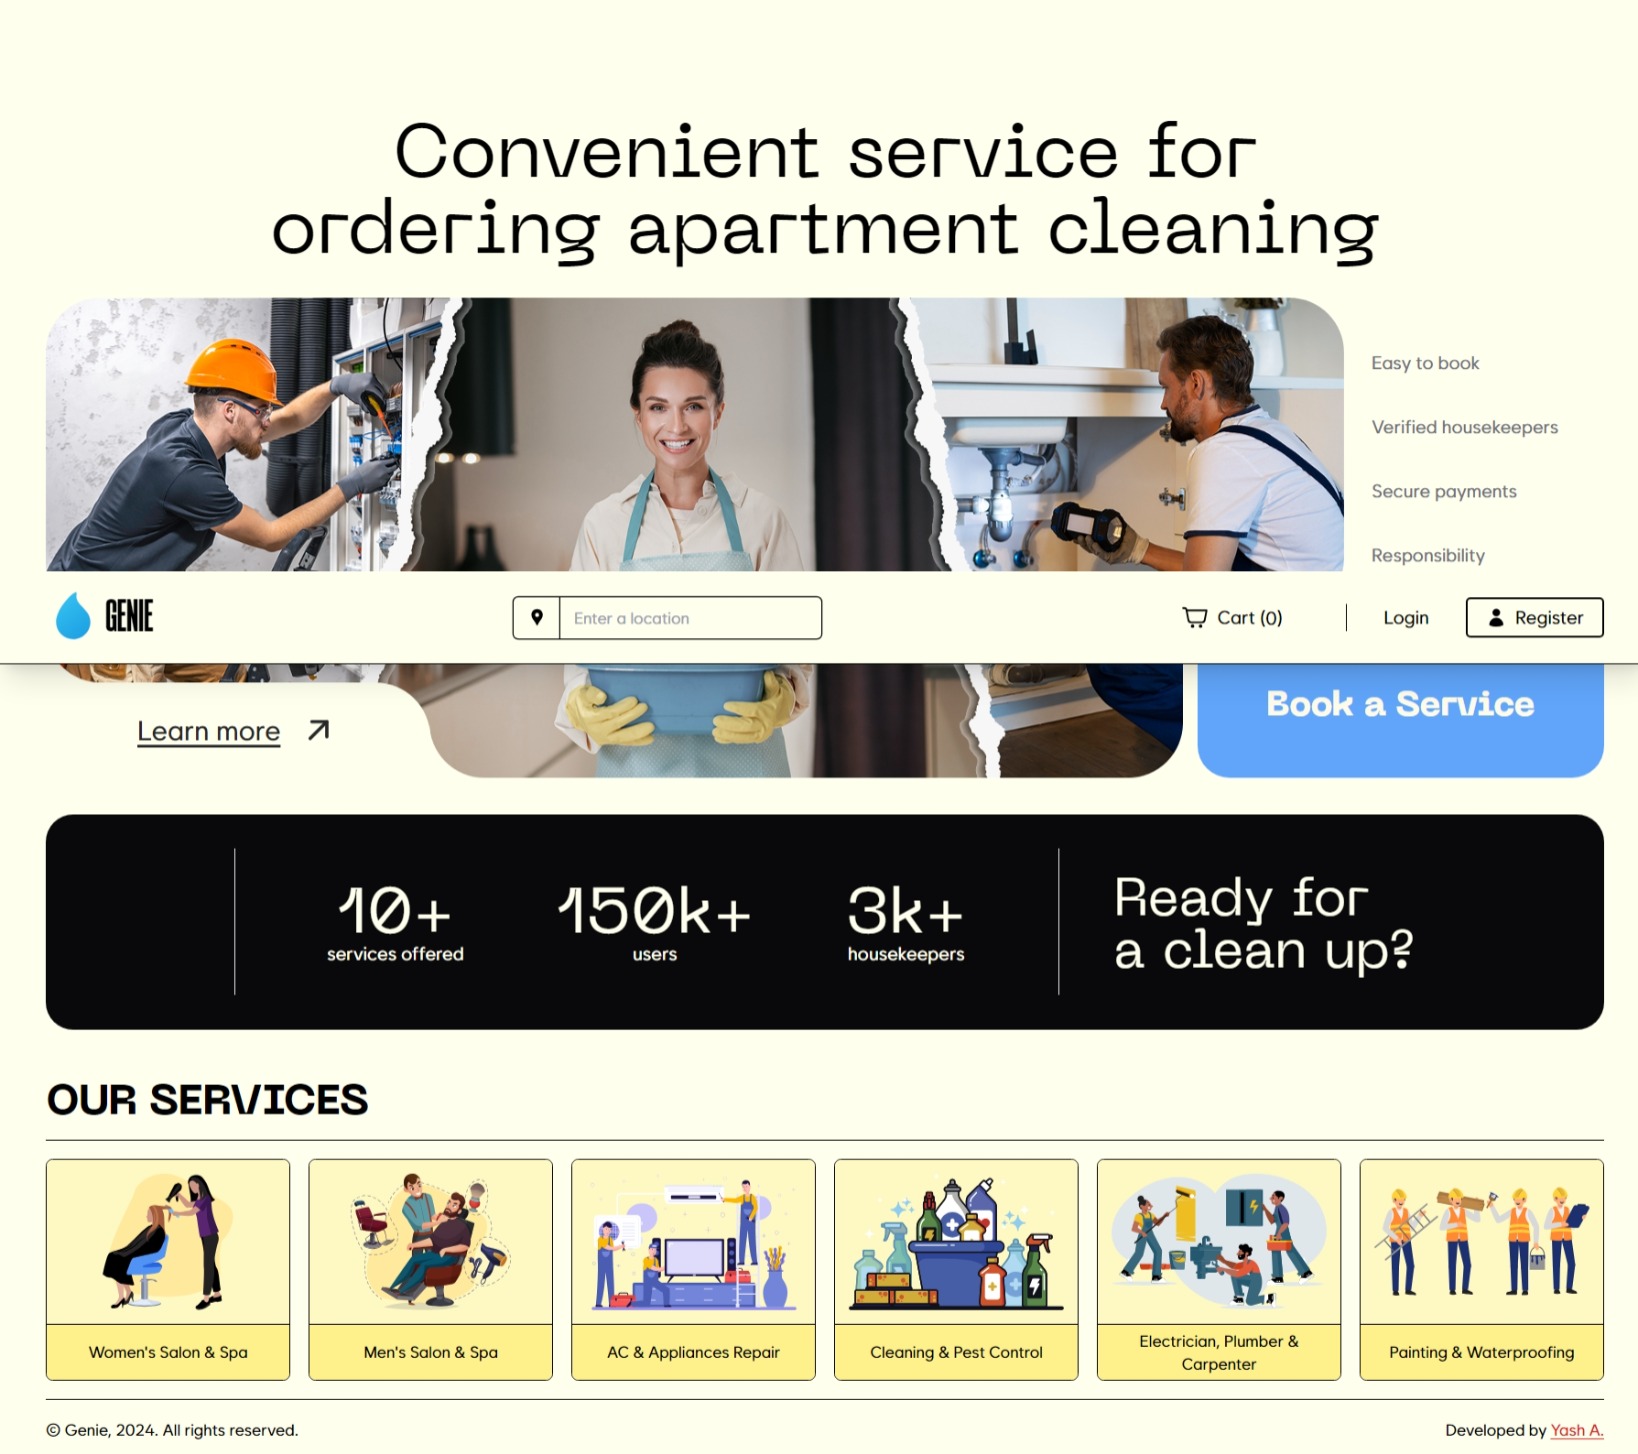 Convenient service for
ordering apartment cleaning
Easy to book
Verified housekeepers
Secure payments
Responsibility
GENIE
Enter a location
Cart (0)
Login
Register
Learn more
Book a Service
10+
services offered
150k+
users
3k+
housekeepers
Ready for
a clean up?
OUR SERVICES
Women's Salon & Spa
Men's Salon & Spa
AC & Appliances Repair
Cleaning & Pest Control
Electrician, Plumber &
Carpenter
Painting & Waterproofing
© Genie, 2024. All rights reserved.
Developed by Yash A.